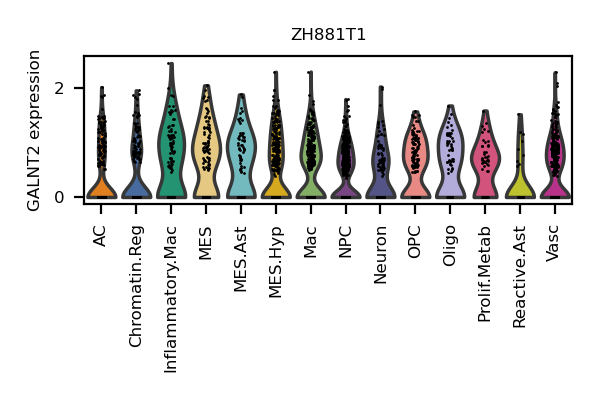 ZH881T1
GALNT2 expression
2
0
AC
Chromatin.Reg
Inflammatory.Mac
MES
MES.Ast
MES.Hyp
Mac
NPC
Neuron
OPC
Oligo
Prolif.Metab
Reactive.Ast
Vasc